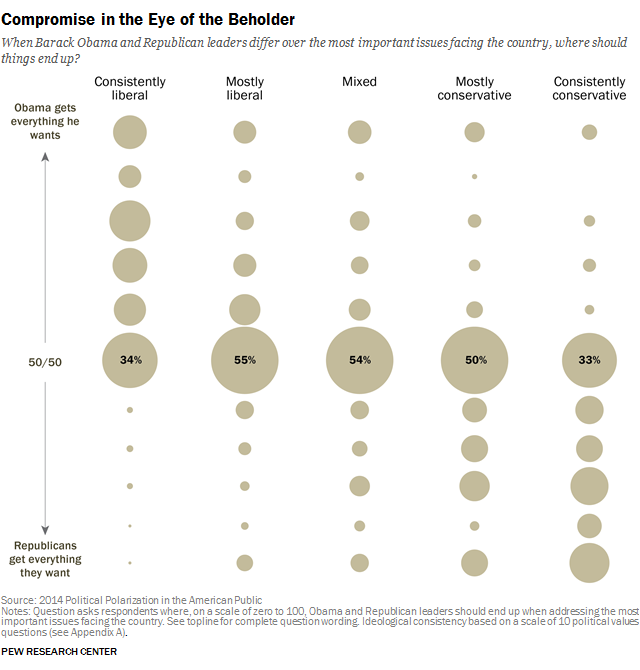 Compromise in the Eye of the Beholder
When Barack Obama and Republican leaders differ over the most important issues facing the country, where should
things end up?
Consistently liberal
Mostly liberal
Mixed
Mostly conservative
Consistently conservative
Obama gets
everything he
wants
50/50
34%
55%
54%
50%
33%
Republicans
get everything
they want
Source: 2014 Political Polarization in the American Public
Notes: Question asks respondents where, on a scale of zero to 100, Obama and Republican leaders should end up when addressing the most
important issues facing the country. See topline for complete question wording. Ideological consistency based on a scale of 10 political values
questions (see Appendix A).
PEW RESEARCH CENTER